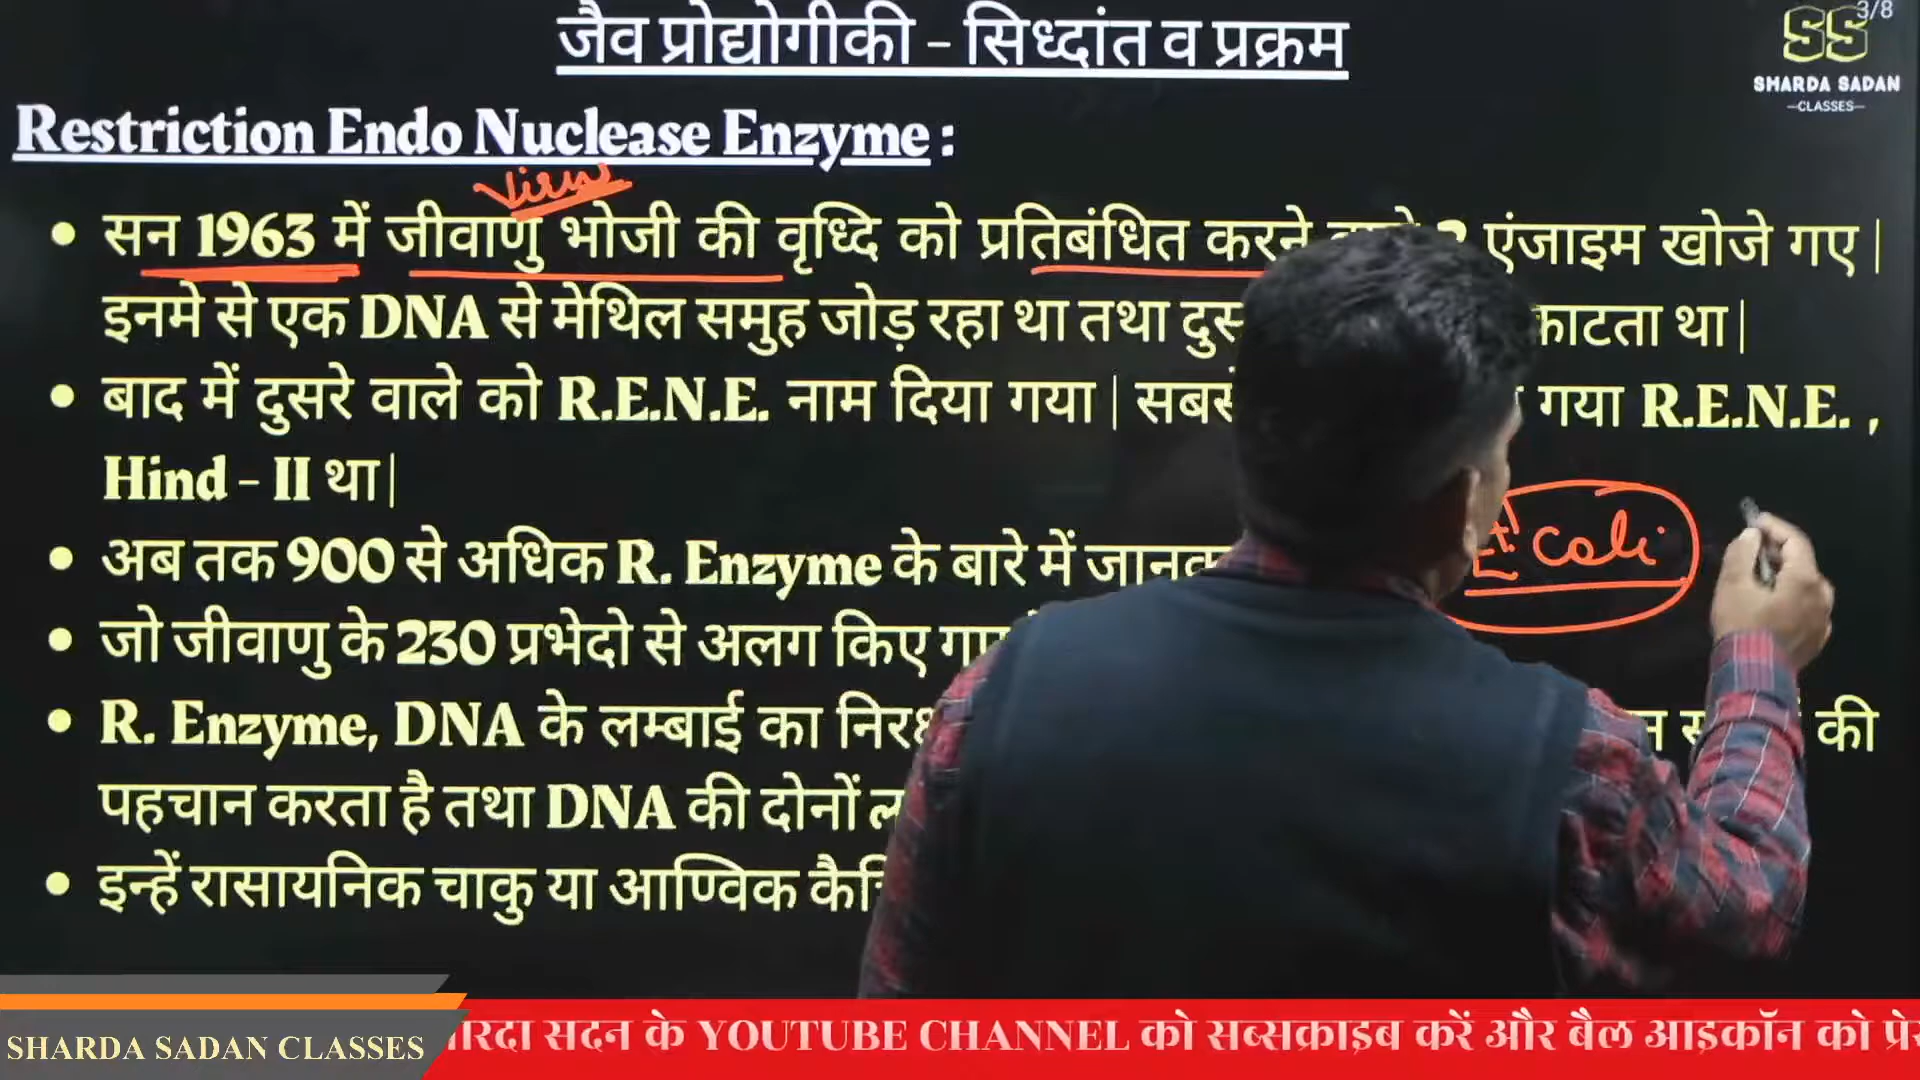 3/8
जैव प्रोद्योगीकी – सिध्दांत व प्रक्रम
SS
SHARDA SADAN
—CLASSES—
Restriction Endo Nuclease Enzyme :
Virus
• सन 1963 में जीवाणु भोजी की वृध्दि को प्रतिबंधित करने एंजाइम खोजे गए |
इनमे से एक DNA से मेथिल समुह जोड़ रहा था तथा काटता था |
• बाद में दुसरे वाले को R.E.N.E. नाम दिया गया | गया R.E.N.E. ,
Hind – II था |
E. coli
• अब तक 900 से अधिक R. Enzyme के बारे में
• जो जीवाणु के 230 प्रभेदो से अलग किए
• R. Enzyme, DNA के लम्बाई का की
पहचान करता है तथा DNA की दोनों
• इन्हें रासायनिक चाकु या आण्विक
SHARDA SADAN CLASSES
सदन के YOUTUBE CHANNEL को सब्सक्राइब करें और बैल आइकॉन को